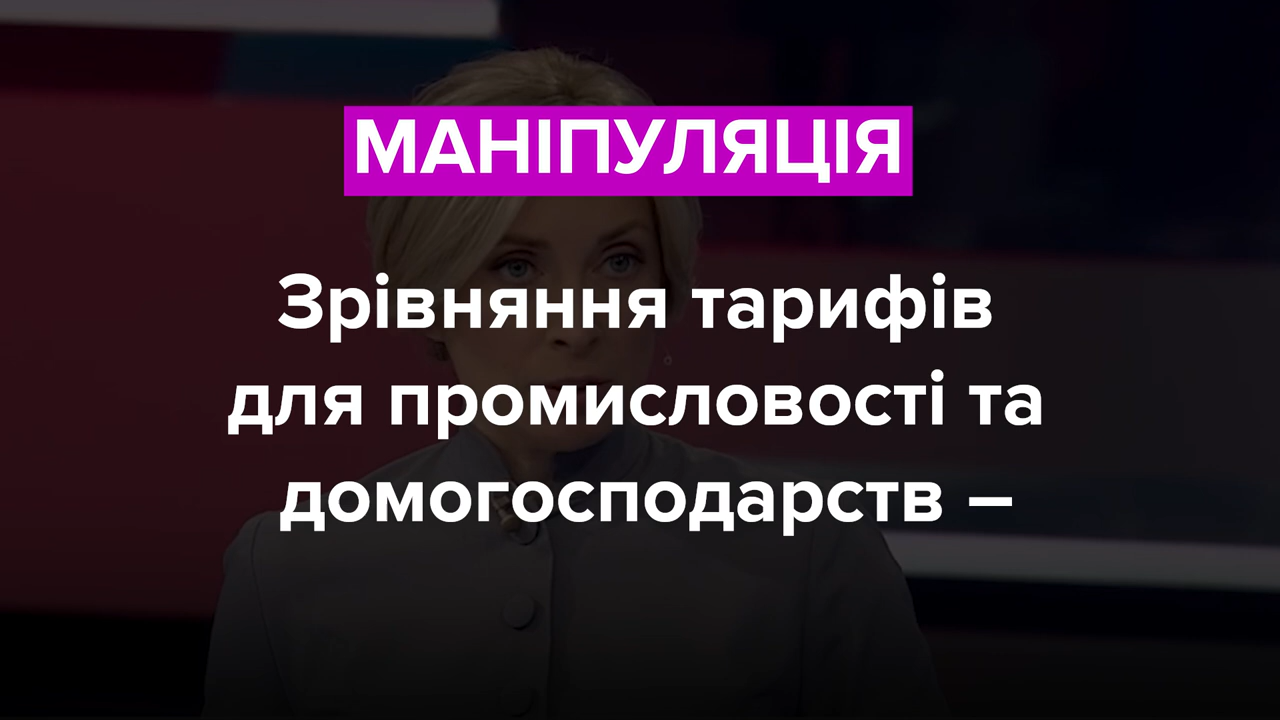 МАНІПУЛЯЦІЯ
Зрівняння тарифів
для промисловості та
домогосподарств –